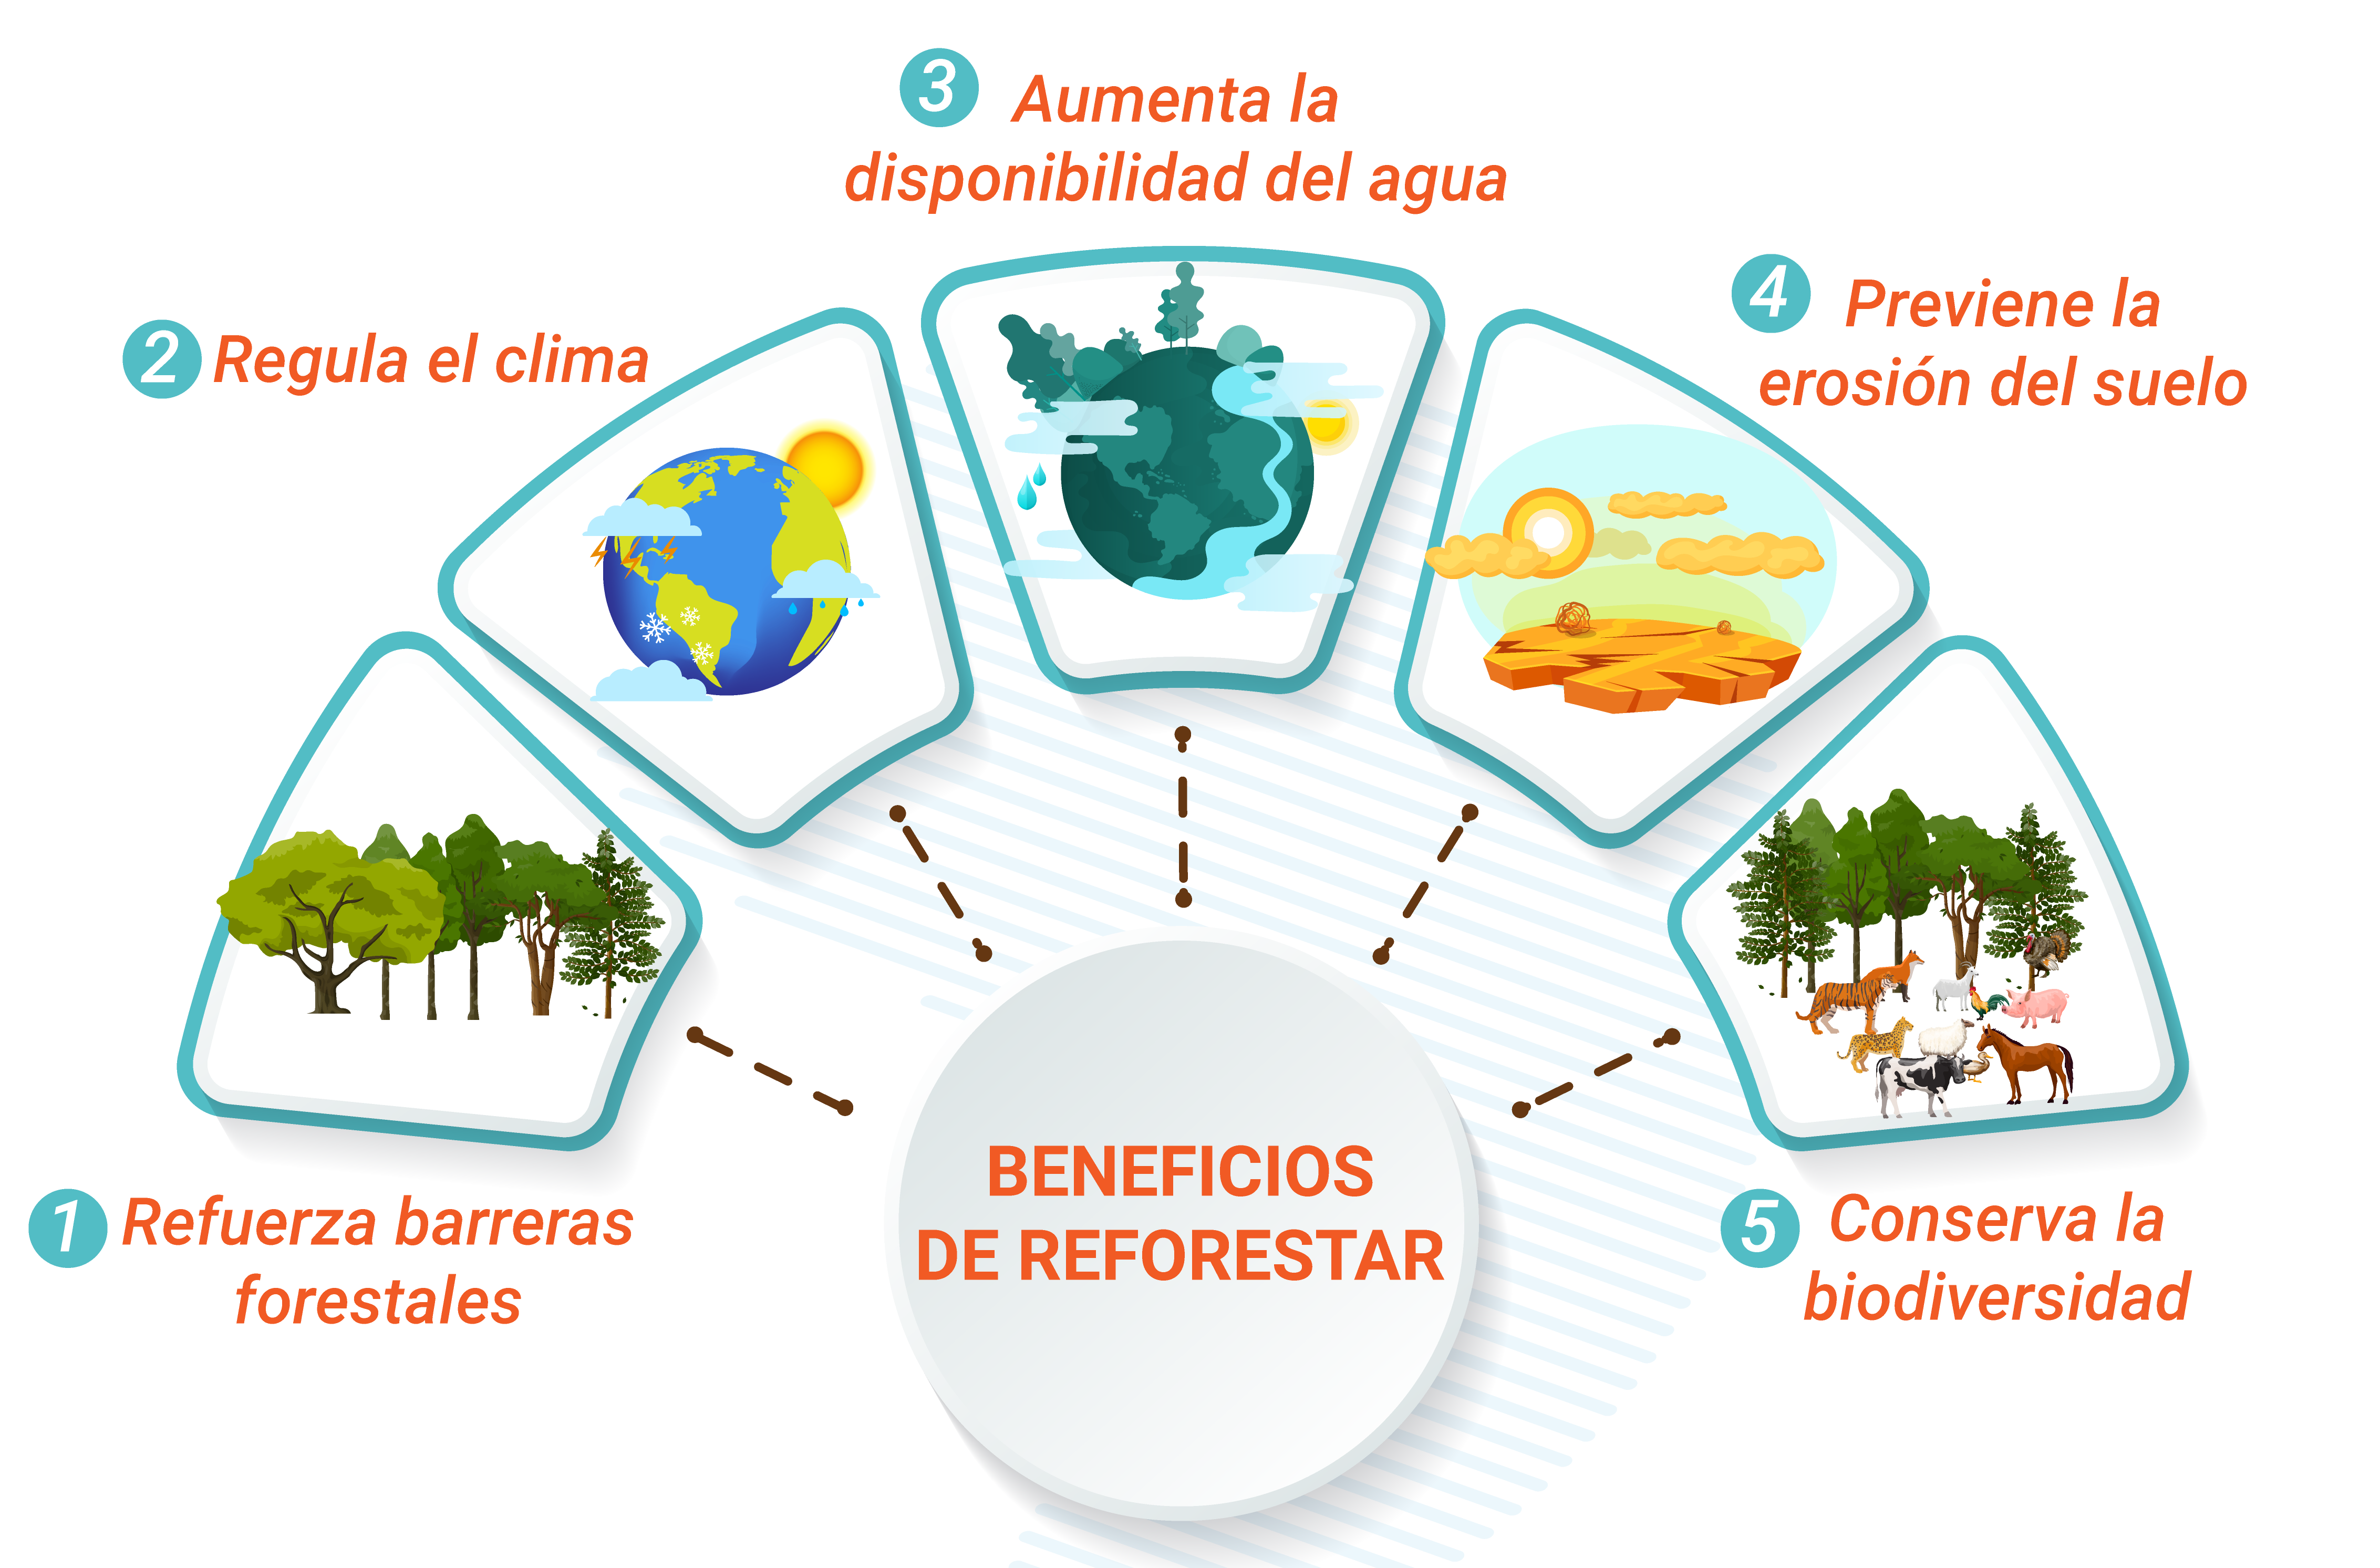 3 Aumenta la
disponibilidad del agua
2 Regula el clima
4 Previene la
erosión del suelo
1 Refuerza barreras
forestales
5 Conserva la
biodiversidad
BENEFICIOS
DE REFORESTAR